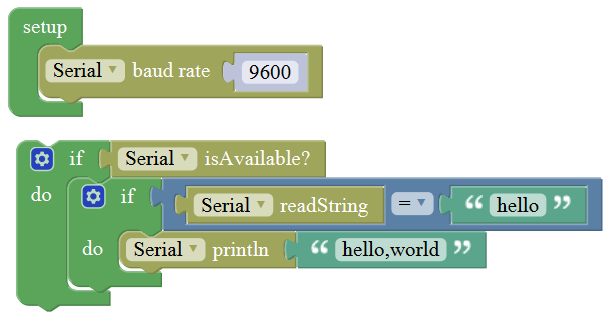 setup
Serial baud rate 9600
if Serial isAvailable?
do if Serial readString = “ hello ”
do Serial println “ hello,world ”